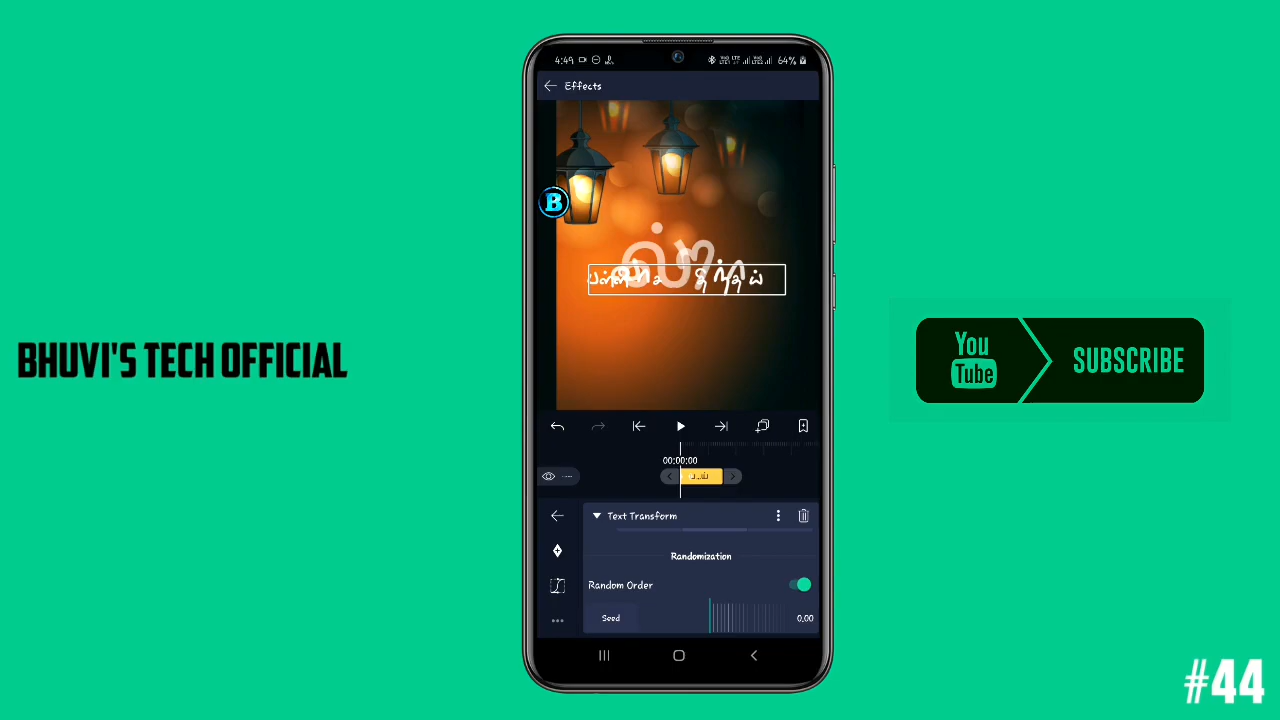 4:49
64%
Effects
B
00:00:00
Text Transform
Randomization
Random Order
Seed
0.00
BHUVI'S TECH OFFICIAL
You
Tube
SUBSCRIBE
#44